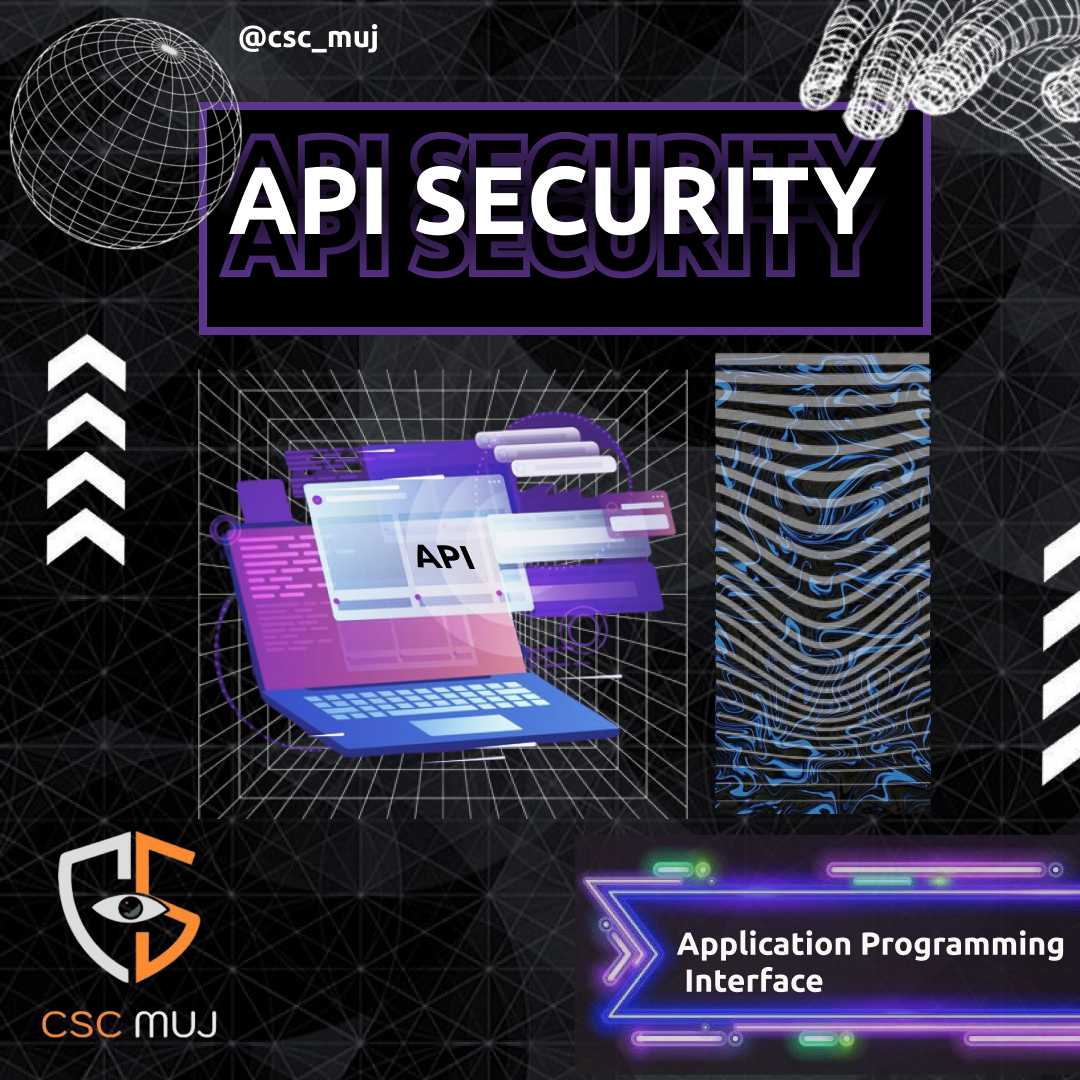 @csc_muj
API SECURITY
API
CSC MUJ
Application Programming
Interface